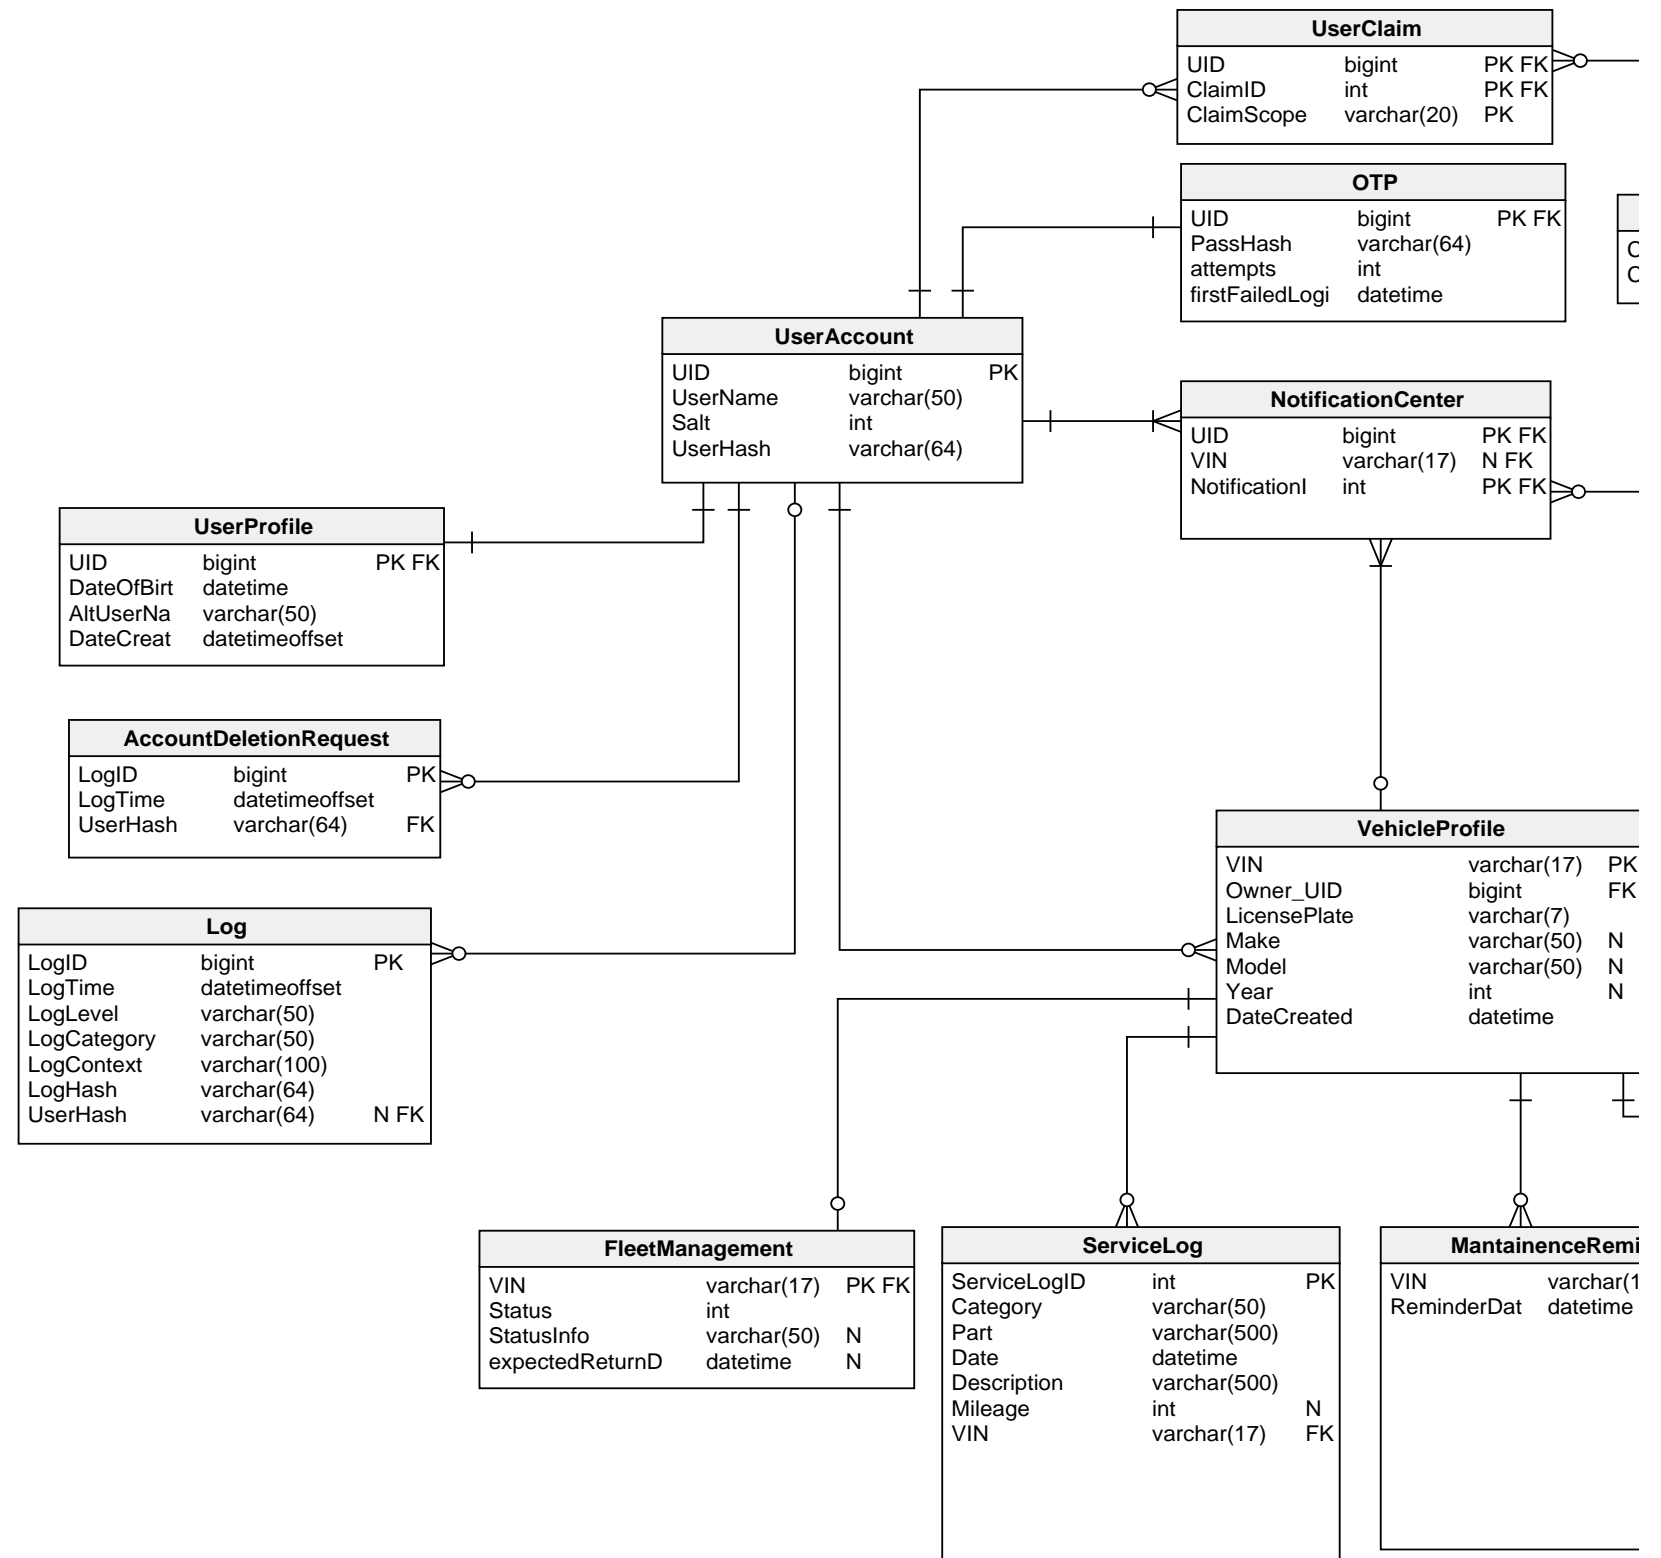 UserClaim
UID bigint PK FK
ClaimID int PK FK
ClaimScope varchar(20) PK
OTP
UID bigint PK FK
PassHash varchar(64)
attempts int
firstFailedLogi datetime
C
C
UserAccount
UID bigint PK
UserName varchar(50)
Salt int
UserHash varchar(64)
NotificationCenter
UID bigint PK FK
VIN varchar(17) N FK
NotificationI int PK FK
UserProfile
UID bigint PK FK
DateOfBirt datetime
AltUserNa varchar(50)
DateCreat datetimeoffset
AccountDeletionRequest
LogID bigint PK
LogTime datetimeoffset
UserHash varchar(64) FK
VehicleProfile
VIN varchar(17) PK
Owner_UID bigint FK
LicensePlate varchar(7)
Make varchar(50) N
Model varchar(50) N
Year int N
DateCreated datetime
Log
LogID bigint PK
LogTime datetimeoffset
LogLevel varchar(50)
LogCategory varchar(50)
LogContext varchar(100)
LogHash varchar(64)
UserHash varchar(64) N FK
FleetManagement
VIN varchar(17) PK FK
Status int
StatusInfo varchar(50) N
expectedReturnD datetime N
ServiceLog
ServiceLogID int PK
Category varchar(50)
Part varchar(500)
Date datetime
Description varchar(500)
Mileage int N
VIN varchar(17) FK
MantainenceRemi
VIN varchar(1
ReminderDat datetime